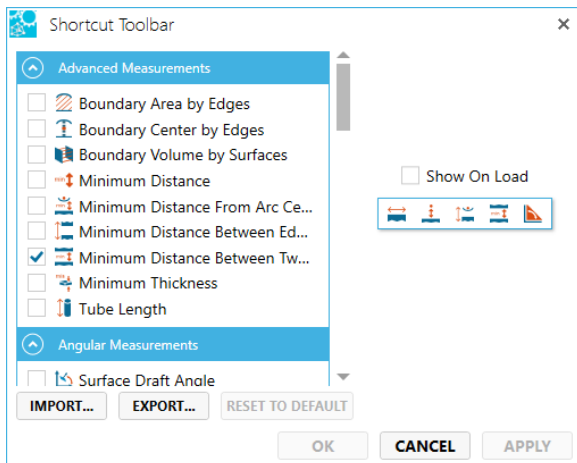 Shortcut Toolbar
Advanced Measurements
Boundary Area by Edges
Boundary Center by Edges
Boundary Volume by Surfaces
Minimum Distance
Minimum Distance From Arc Ce...
Minimum Distance Between Ed...
Minimum Distance Between Tw...
Minimum Thickness
Tube Length
Angular Measurements
Surface Draft Angle
Show On Load
IMPORT... EXPORT... RESET TO DEFAULT
OK CANCEL APPLY